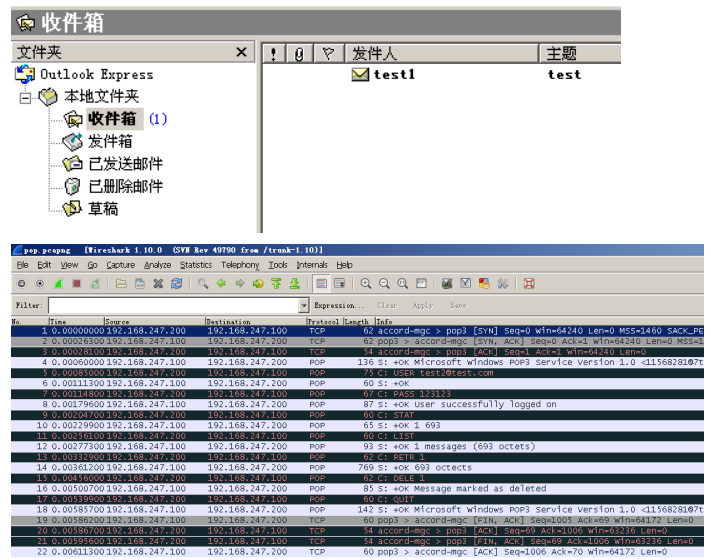 收件箱
文件夹 ×
! 发件人 主题
Outlook Express
test1 test
本地文件夹
收件箱 (1)
发件箱
已发送邮件
已删除邮件
草稿
pop.pcapng [Wireshark 1.10.0 (SVN Rev 49790 from /trunk-1.10)]
File Edit View Go Capture Analyze Statistics Telephony Tools Internals Help
Filter: Expression... Clear Apply Save
No. Time Source Destination Protocol Length Info
1 0.00000000 192.168.247.200 192.168.247.100 TCP 62 accord-mgc > pop3 [SYN] Seq=0 Win=64240 Len=0 MSS=1460 SACK_PE
2 0.00026300 192.168.247.100 192.168.247.200 TCP 62 pop3 > accord-mgc [SYN, ACK] Seq=0 Ack=1 Win=64240 Len=0 MSS=1
3 0.00028100 192.168.247.200 192.168.247.100 TCP 54 accord-mgc > pop3 [ACK] Seq=1 Ack=1 Win=64240 Len=0
4 0.00060000 192.168.247.100 192.168.247.200 POP 136 S: +OK Microsoft Windows POP3 Service Version 1.0 <1156828107t
5 0.00085000 192.168.247.200 192.168.247.100 POP 75 C: USER test2@test.com
6 0.00111300 192.168.247.100 192.168.247.200 POP 60 S: +OK
7 0.00114800 192.168.247.200 192.168.247.100 POP 67 C: PASS 123123
8 0.00179600 192.168.247.100 192.168.247.200 POP 87 S: +OK User successfully logged on
9 0.00204700 192.168.247.200 192.168.247.100 POP 60 C: STAT
10 0.00229900 192.168.247.100 192.168.247.200 POP 65 S: +OK 1 693
11 0.00256100 192.168.247.200 192.168.247.100 POP 60 C: LIST
12 0.00277300 192.168.247.100 192.168.247.200 POP 93 S: +OK 1 messages (693 octets)
13 0.00332900 192.168.247.200 192.168.247.100 POP 62 C: RETR 1
14 0.00361200 192.168.247.100 192.168.247.200 POP 769 S: +OK 693 octects
15 0.00456000 192.168.247.200 192.168.247.100 POP 62 C: DELE 1
16 0.00500700 192.168.247.100 192.168.247.200 POP 85 S: +OK Message marked as deleted
17 0.00539900 192.168.247.200 192.168.247.100 POP 60 C: QUIT
18 0.00585700 192.168.247.100 192.168.247.200 POP 142 S: +OK Microsoft Windows POP3 Service Version 1.0 <1156828107t
19 0.00586200 192.168.247.100 192.168.247.200 TCP 60 pop3 > accord-mgc [FIN, ACK] Seq=1005 Ack=69 Win=64172 Len=0
20 0.00586700 192.168.247.200 192.168.247.100 TCP 54 accord-mgc > pop3 [ACK] Seq=69 Ack=1006 Win=63236 Len=0
21 0.00595600 192.168.247.200 192.168.247.100 TCP 54 accord-mgc > pop3 [FIN, ACK] Seq=69 Ack=1006 Win=63236 Len=0
22 0.00611300 192.168.247.100 192.168.247.200 TCP 60 pop3 > accord-mgc [ACK] Seq=1006 Ack=70 Win=64172 Len=0